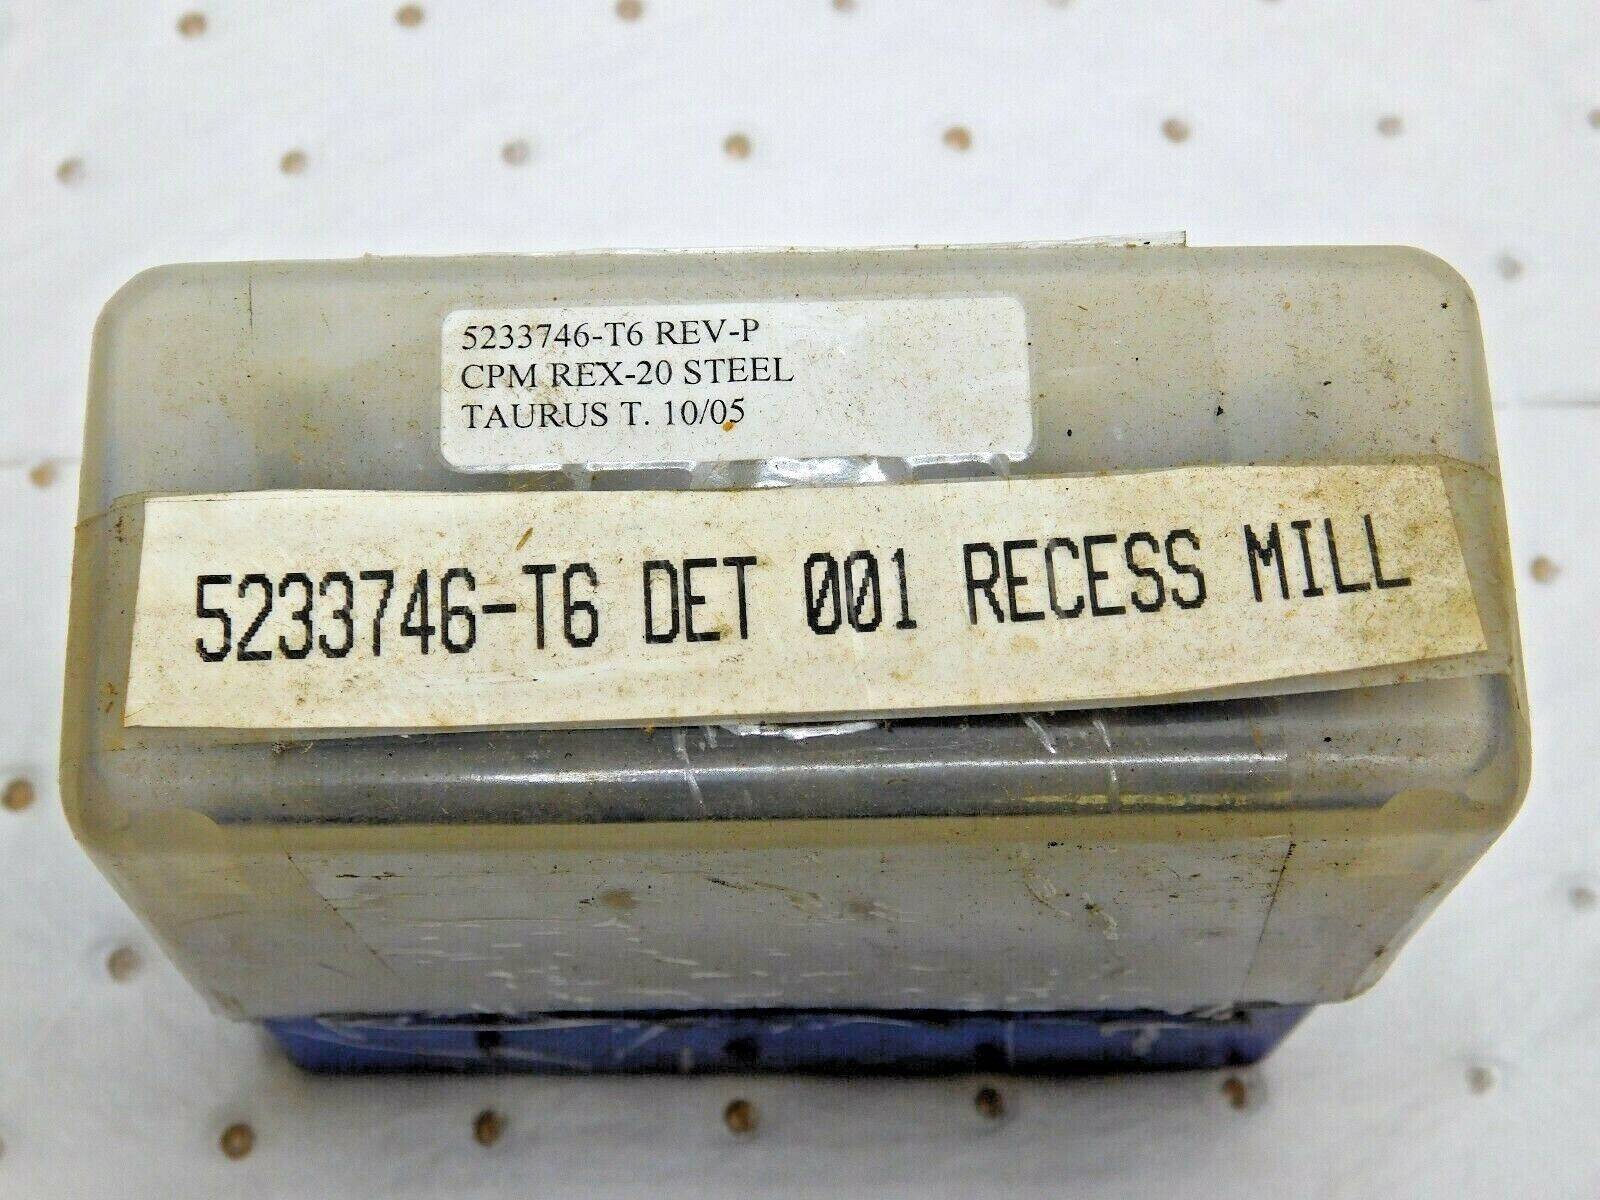 5233746-T6 REV-P
CPM REX-20 STEEL
TAURUS T. 10/05
5233746-T6 DET 001 RECESS MILL